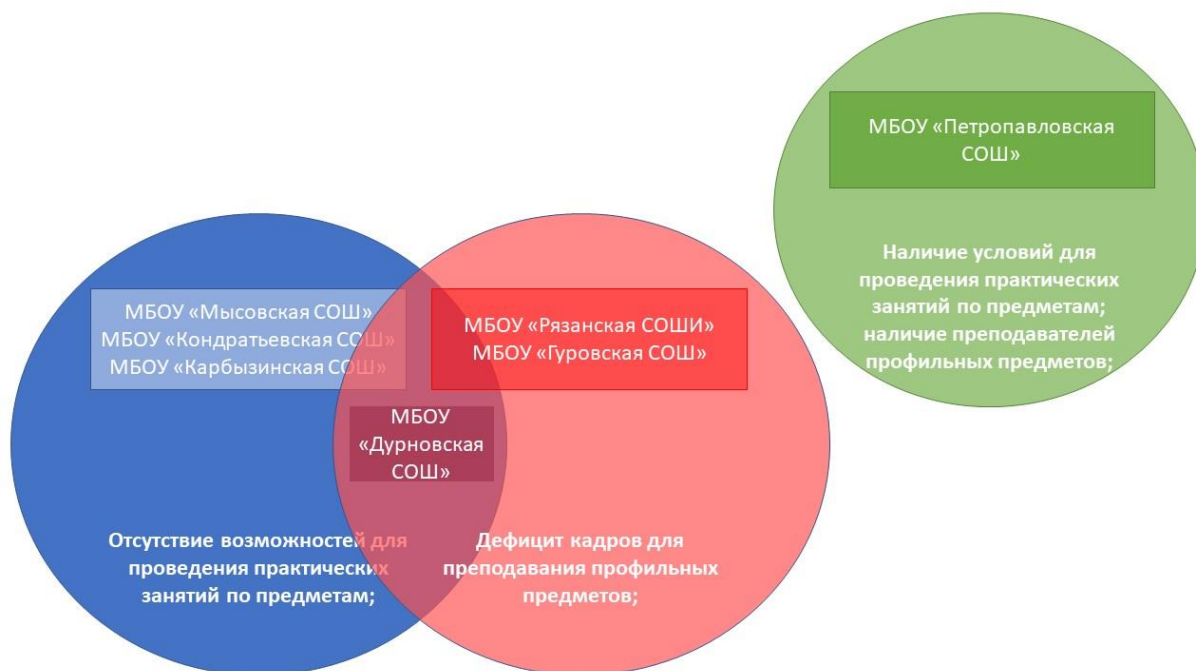 МБОУ «Петропавловская
СОШ»
Наличие условий для
проведения практических
занятий по предметам;
наличие преподавателей
профильных предметов;
МБОУ «Мысовская СОШ»
МБОУ «Кондратьевская СОШ»
МБОУ «Карбызинская СОШ»
МБОУ «Рязанская СОШИ»
МБОУ «Гуровская СОШ»
МБОУ
«Дурновская
СОШ»
Отсутствие возможностей для
проведения практических
занятий по предметам;
Дефицит кадров для
преподавания профильных
предметов;